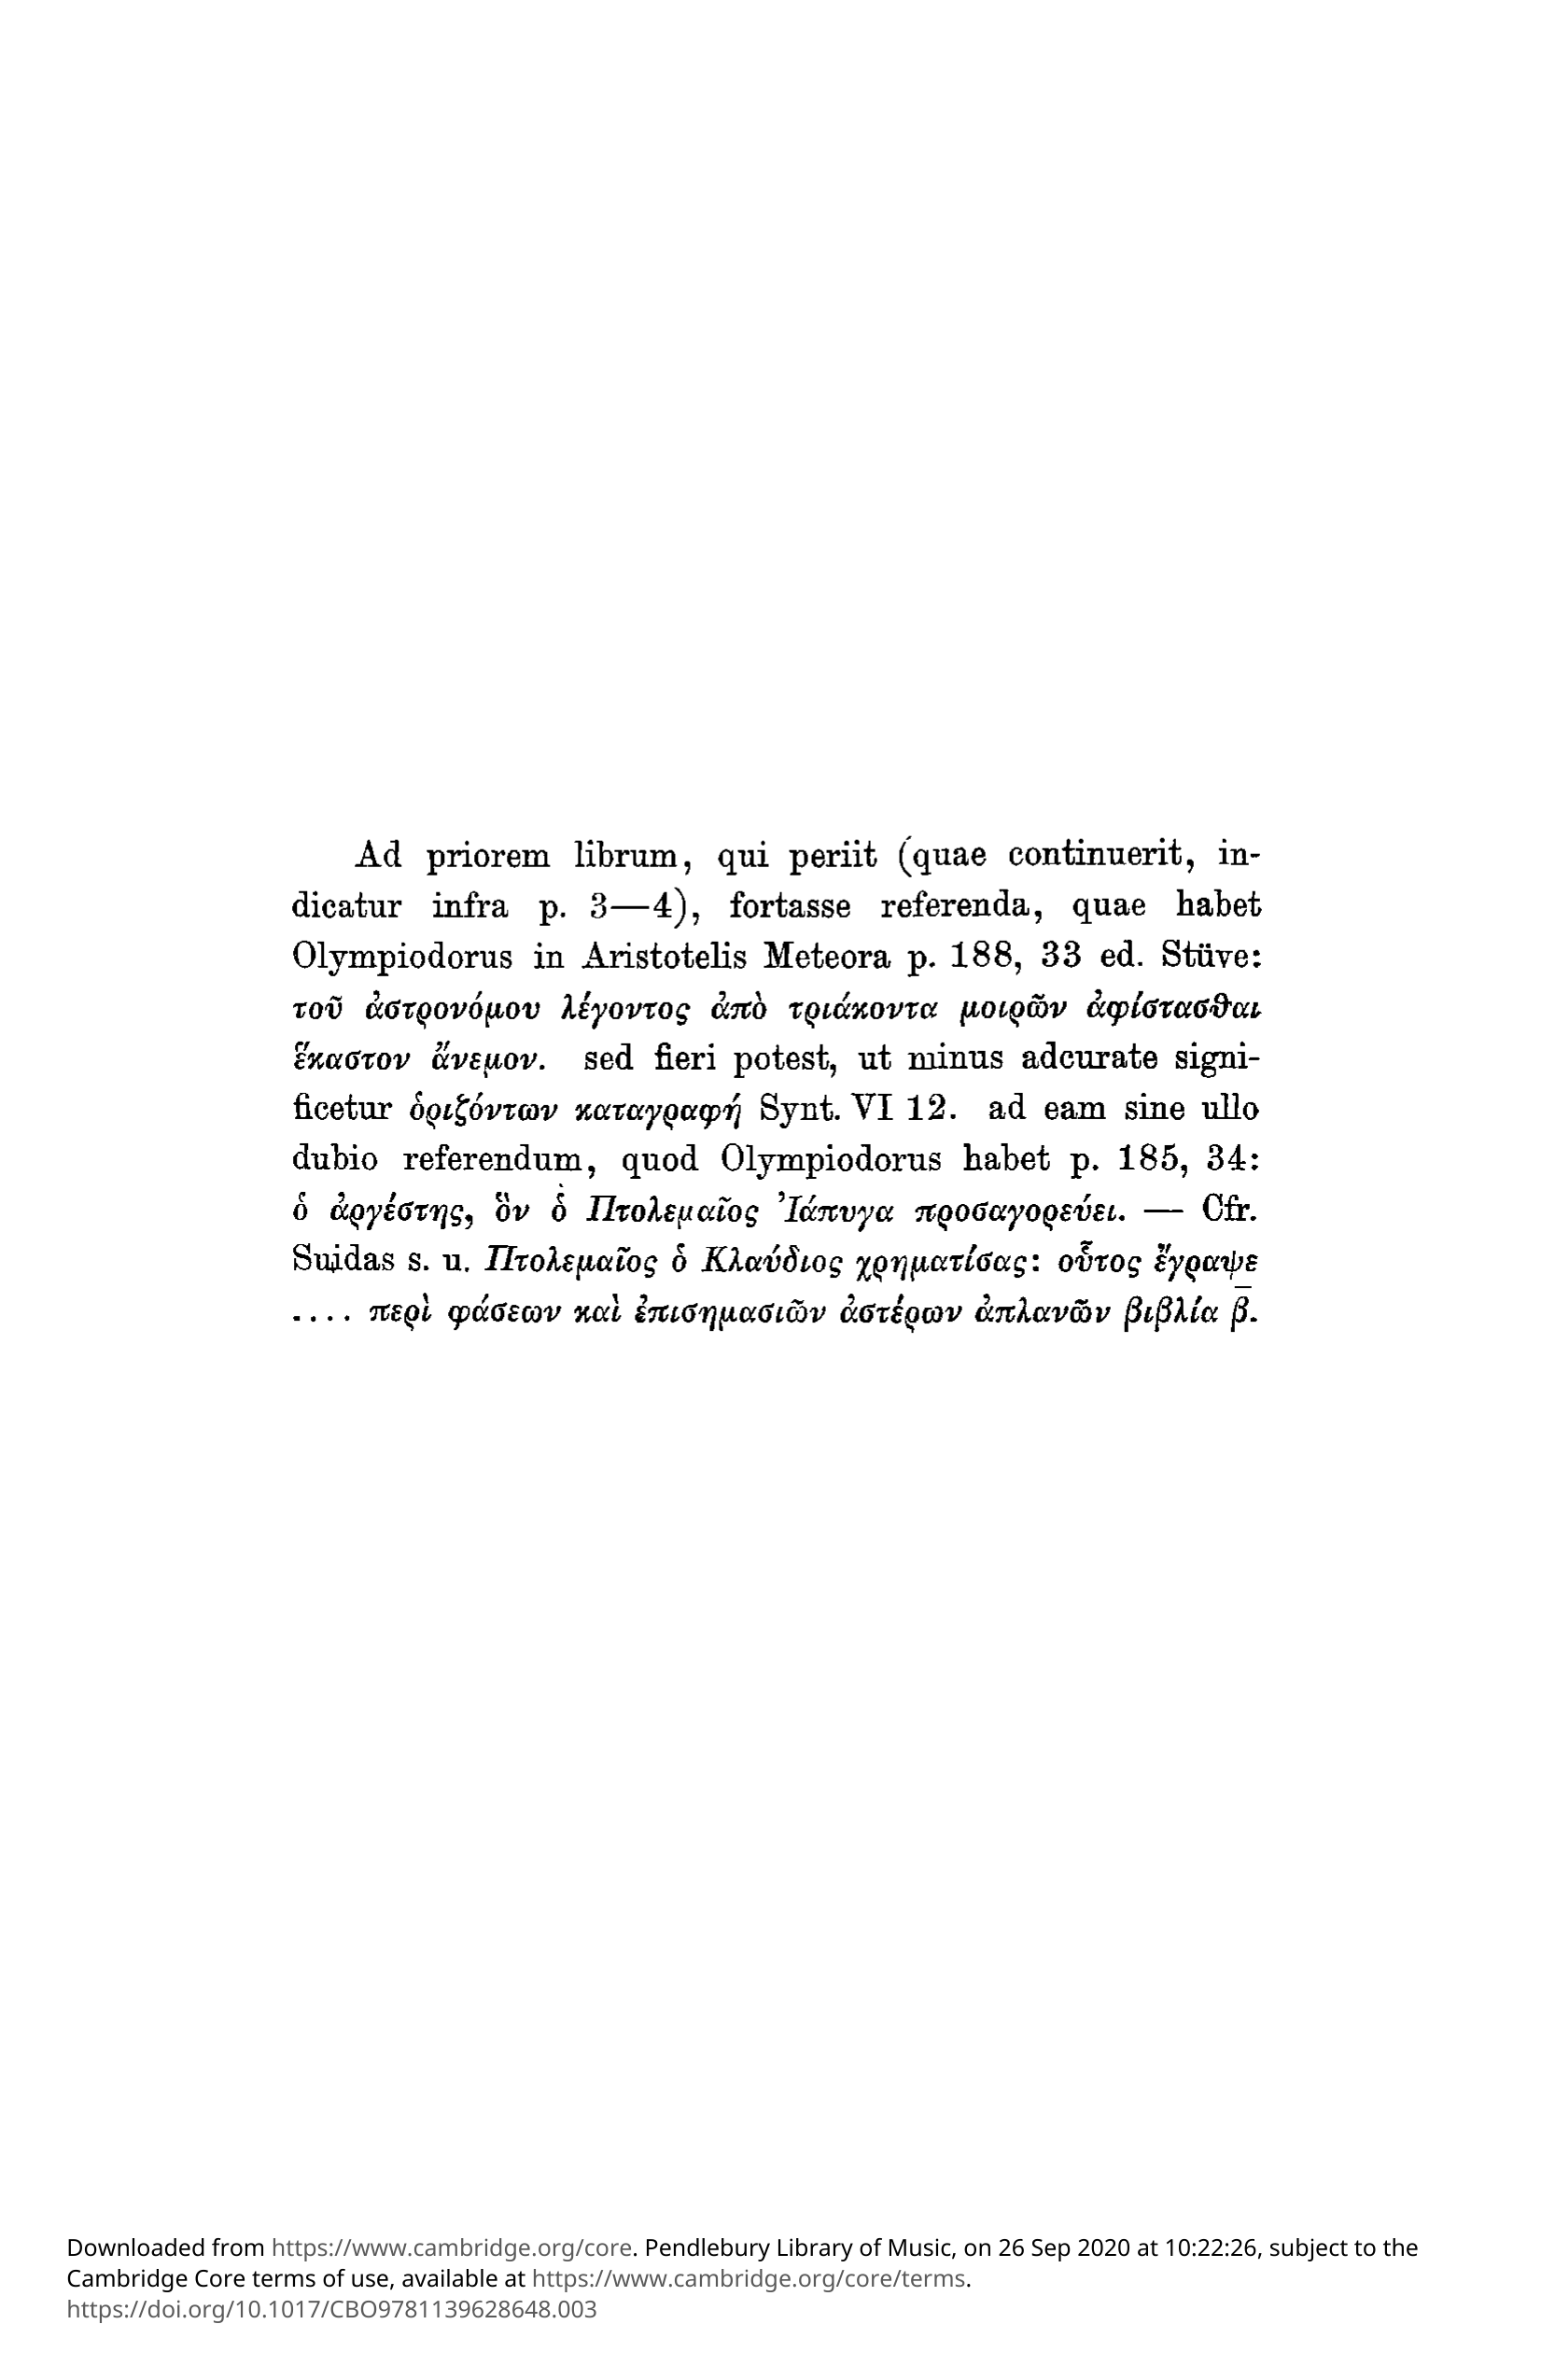 Ad priorem librum, qui periit (quae continuerit, in-
dicatur infra p. 3—4), fortasse referenda, quae habet
Olympiodorus in Aristotelis Meteora p. 188, 33 ed. Stüve:
τοῦ ἀστρονόμου λέγοντος ἀπὸ τριάκοντα μοιρῶν ἀφίστασθαι
ἕκαστον ἄνεμον. sed fieri potest, ut minus adcurate signi-
ficetur ὁριζόντων καταγραφή Synt. VI 12. ad eam sine ullo
dubio referendum, quod Olympiodorus habet p. 185, 34:
ὁ ἀργέστης, ὃν ὁ Πτολεμαῖος Ἰάπυγα προσαγορεύει. — Cfr.
Suidas s. u. Πτολεμαῖος ὁ Κλαύδιος χρηματίσας: οὗτος ἔγραψε
.... περὶ φάσεων καὶ ἐπισημασιῶν ἀστέρων ἀπλανῶν βιβλία β̅.
Downloaded from https://www.cambridge.org/core. Pendlebury Library of Music, on 26 Sep 2020 at 10:22:26, subject to the
Cambridge Core terms of use, available at https://www.cambridge.org/core/terms.
https://doi.org/10.1017/CBO9781139628648.003